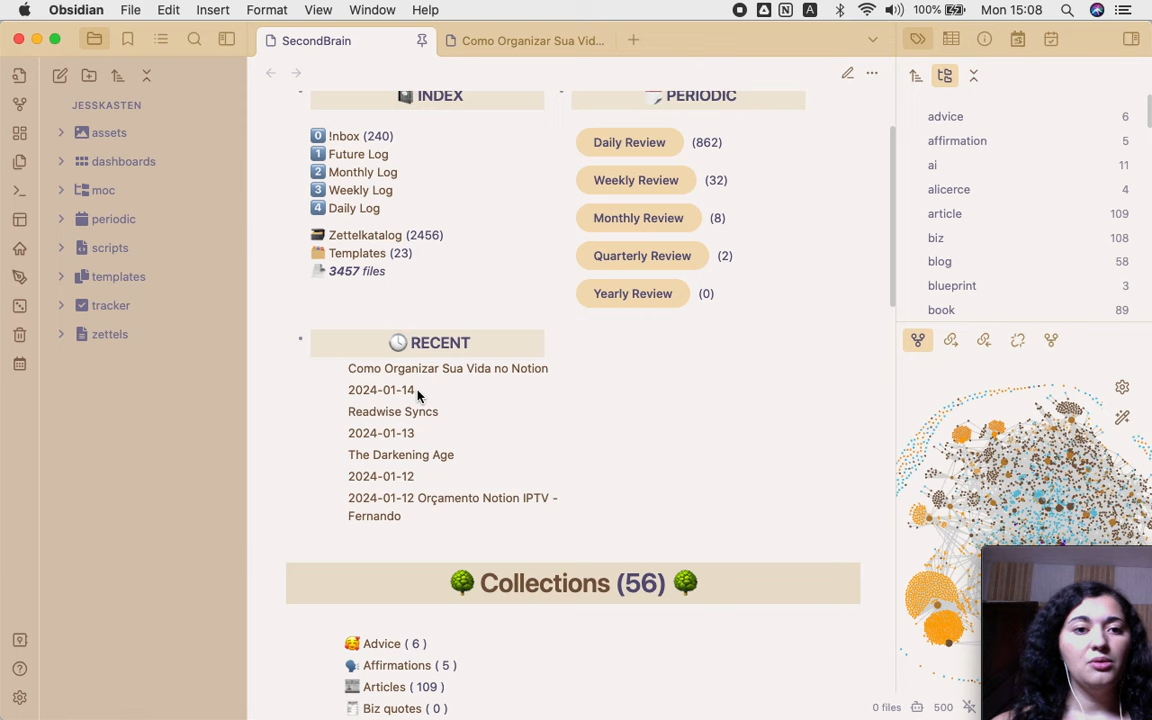 Obsidian File Edit Insert Format View Window Help 100% Mon 15:08
SecondBrain
Como Organizar Sua Vid...
JESSKASTEN
assets
dashboards
moc
periodic
scripts
templates
tracker
zettels
INDEX
0 !nbox (240)
1 Future Log
2 Monthly Log
3 Weekly Log
4 Daily Log
Zettelkatalog (2456)
Templates (23)
3457 files
PERIODIC
Daily Review (862)
Weekly Review (32)
Monthly Review (8)
Quarterly Review (2)
Yearly Review (0)
RECENT
Como Organizar Sua Vida no Notion
2024-01-14
Readwise Syncs
2024-01-13
The Darkening Age
2024-01-12
2024-01-12 Orçamento Notion IPTV -
Fernando
Collections (56)
Advice ( 6 )
Affirmations ( 5 )
Articles ( 109 )
Biz quotes ( 0 )
advice 6
affirmation 5
ai 11
alicerce 4
article 109
biz 108
blog 58
blueprint 3
book 89
0 files 500